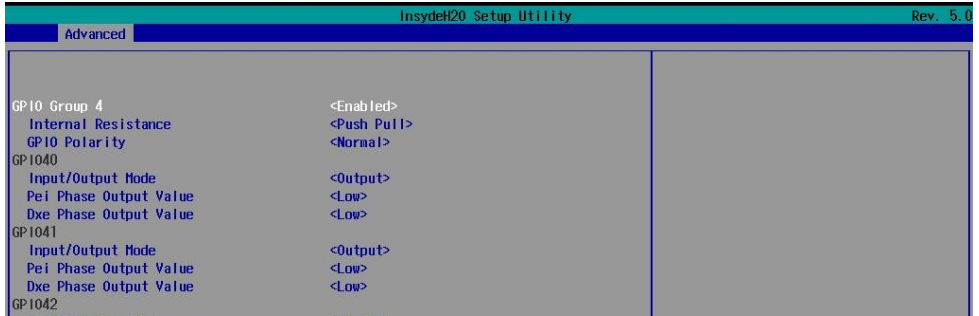 InsydeH20 Setup Utility Rev. 5.0
Advanced
GPIO Group 4 <Enabled>
Internal Resistance <Push Pull>
GPIO Polarity <Normal>
GPIO40
Input/Output Mode <Output>
Pei Phase Output Value <Low>
Dxe Phase Output Value <Low>
GPIO41
Input/Output Mode <Output>
Pei Phase Output Value <Low>
Dxe Phase Output Value <Low>
GPIO42